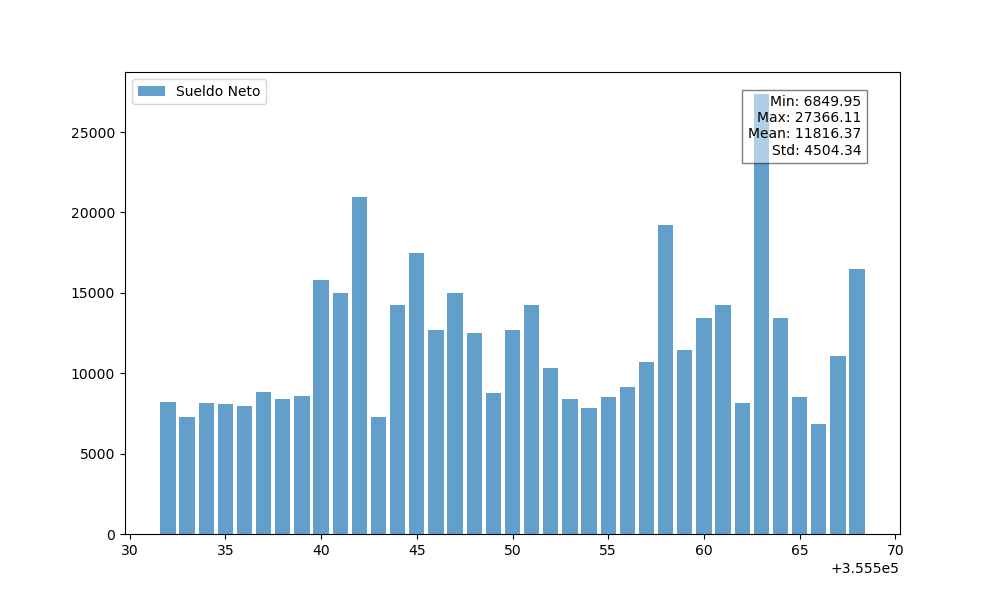 Sueldo Neto
Min: 6849.95
Max: 27366.11
Mean: 11816.37
Std: 4504.34
25000
20000
15000
10000
5000
0
30 35 40 45 50 55 60 65 70
+3.555e5